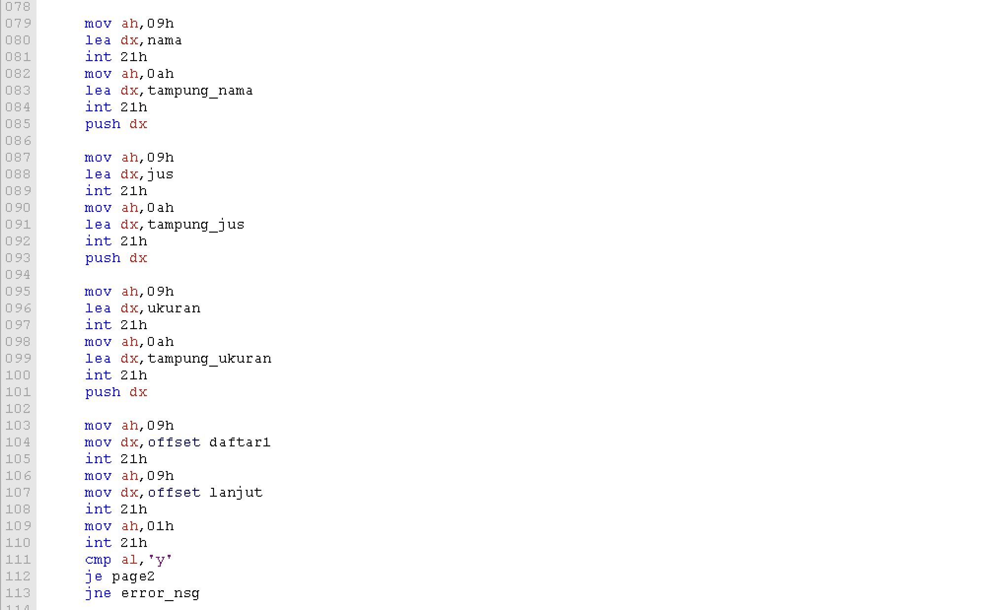 078
079 mov ah,09h
080 lea dx,nama
081 int 21h
082 mov ah,0ah
083 lea dx,tampung_nama
084 int 21h
085 push dx
086
087 mov ah,09h
088 lea dx,jus
089 int 21h
090 mov ah,0ah
091 lea dx,tampung_jus
092 int 21h
093 push dx
094
095 mov ah,09h
096 lea dx,ukuran
097 int 21h
098 mov ah,0ah
099 lea dx,tampung_ukuran
100 int 21h
101 push dx
102
103 mov ah,09h
104 mov dx,offset daftar1
105 int 21h
106 mov ah,09h
107 mov dx,offset lanjut
108 int 21h
109 mov ah,01h
110 int 21h
111 cmp al,'y'
112 je page2
113 jne error_nsg
114